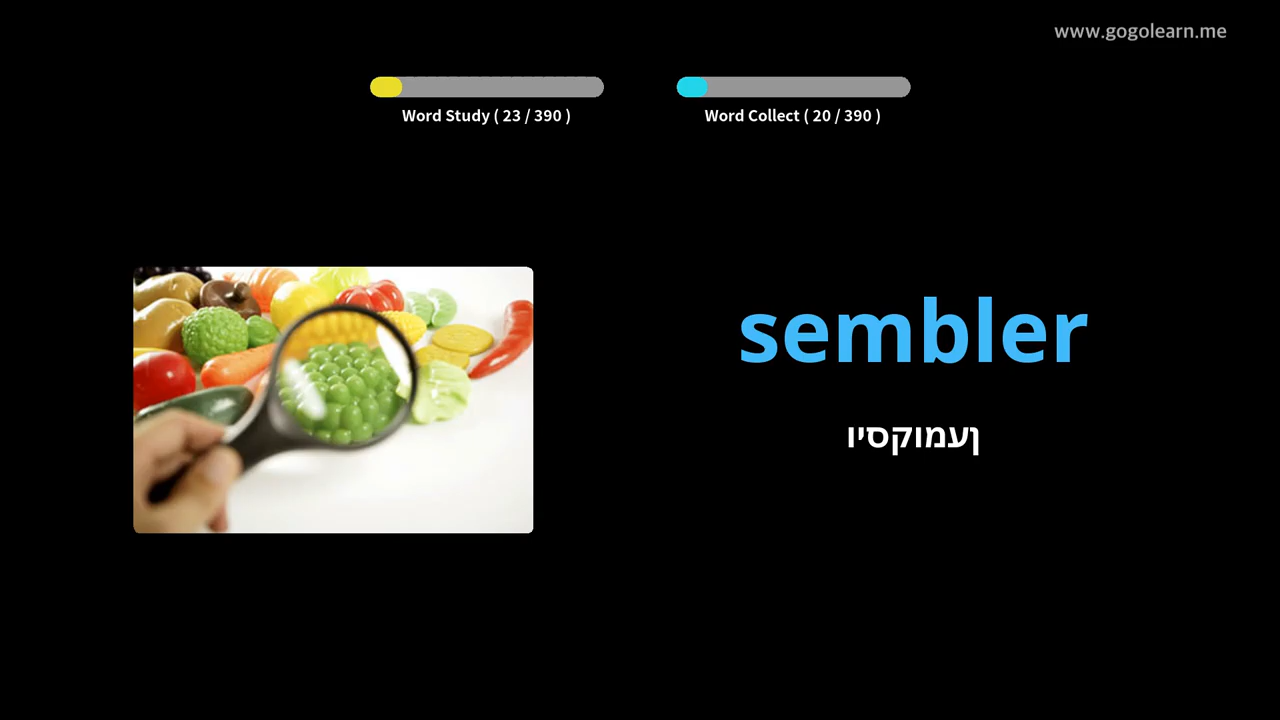 www.gogolearn.me
Word Study ( 23 / 390 )
Word Collect ( 20 / 390 )
sembler
ןעמוקסיו